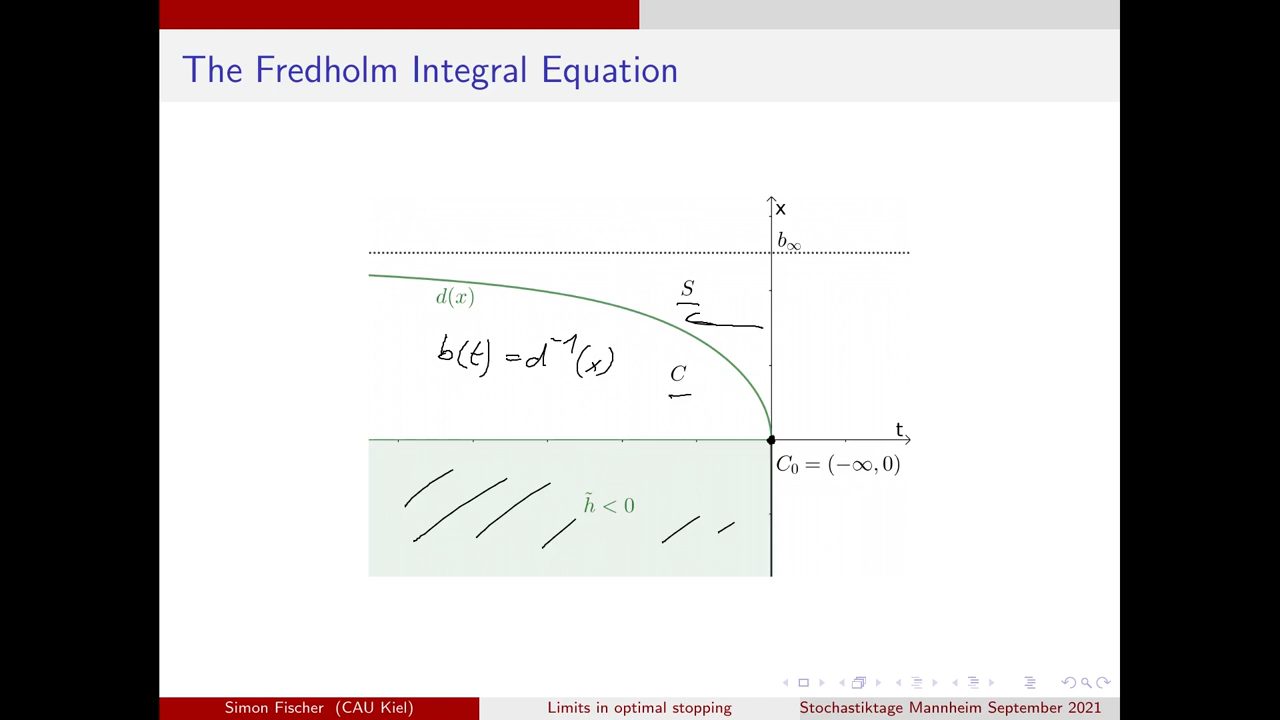 The Fredholm Integral Equation
x
b∞
d(x)
S
b(t) = d⁻¹(x)
C
t
C₀ = (−∞, 0)
h̃ < 0
Simon Fischer (CAU Kiel)
Limits in optimal stopping
Stochastiktage Mannheim September 2021